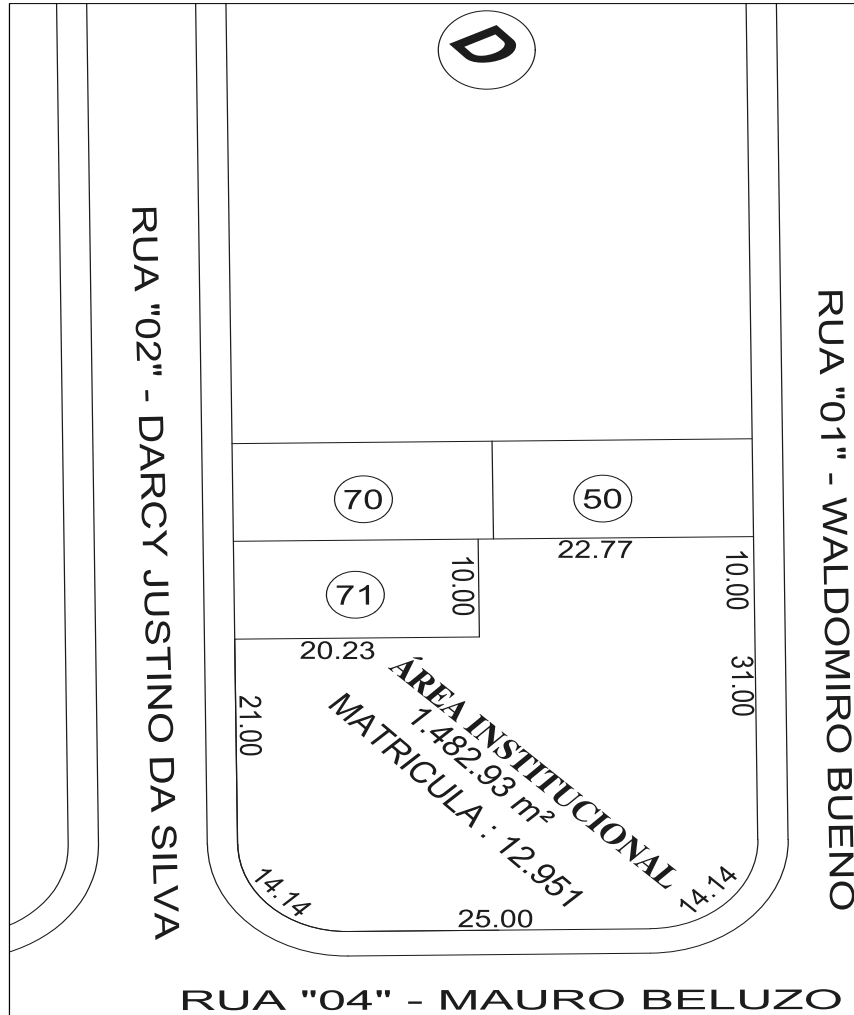 D
RUA "02" - DARCY JUSTINO DA SILVA
RUA "01" - WALDOMIRO BUENO
70
50
22.77
10.00
71
10.00
20.23
31.00
21.00
ÁREA INSTITUCIONAL
1.482.93 m²
MATRICULA : 12.951
14.14
25.00
14.14
RUA "04" - MAURO BELUZO